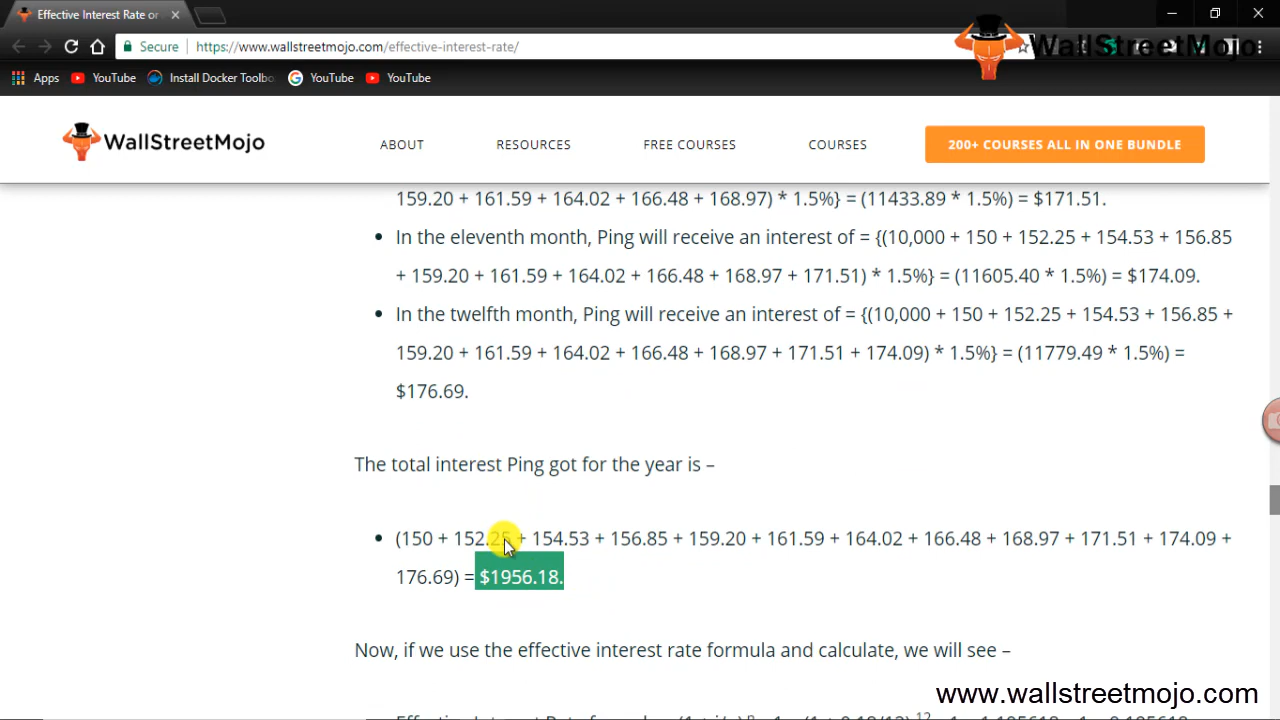 Effective Interest Rate or
Secure https://www.wallstreetmojo.com/effective-interest-rate/
WallStreetMojo
Apps YouTube Install Docker Toolbo YouTube YouTube
WallStreetMojo ABOUT RESOURCES FREE COURSES COURSES 200+ COURSES ALL IN ONE BUNDLE
159.20 + 161.59 + 164.02 + 166.48 + 168.97) * 1.5%} = (11433.89 * 1.5%) = $171.51.
In the eleventh month, Ping will receive an interest of = {(10,000 + 150 + 152.25 + 154.53 + 156.85
+ 159.20 + 161.59 + 164.02 + 166.48 + 168.97 + 171.51) * 1.5%} = (11605.40 * 1.5%) = $174.09.
In the twelfth month, Ping will receive an interest of = {(10,000 + 150 + 152.25 + 154.53 + 156.85 +
159.20 + 161.59 + 164.02 + 166.48 + 168.97 + 171.51 + 174.09) * 1.5%} = (11779.49 * 1.5%) =
$176.69.
The total interest Ping got for the year is –
(150 + 152.25 + 154.53 + 156.85 + 159.20 + 161.59 + 164.02 + 166.48 + 168.97 + 171.51 + 174.09 +
176.69) = $1956.18.
Now, if we use the effective interest rate formula and calculate, we will see –
www.wallstreetmojo.com